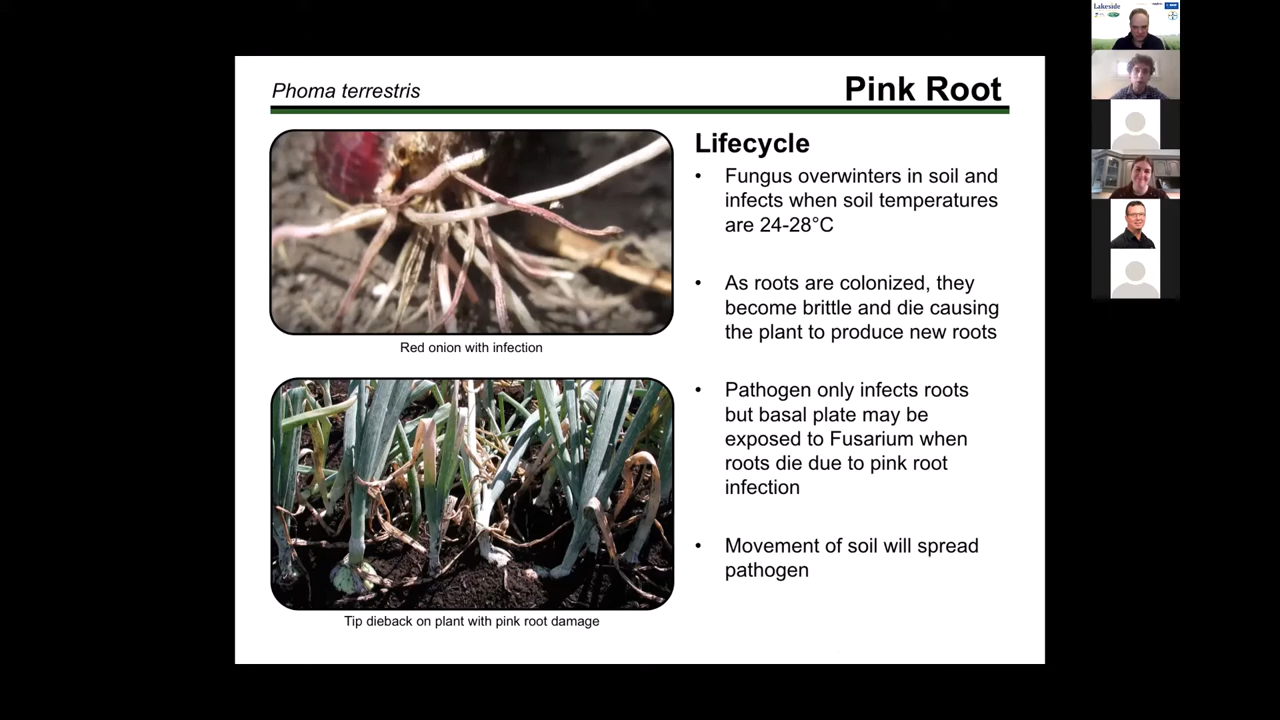 Phoma terrestris
Pink Root
Red onion with infection
Tip dieback on plant with pink root damage
Lifecycle
• Fungus overwinters in soil and
infects when soil temperatures
are 24-28°C
• As roots are colonized, they
become brittle and die causing
the plant to produce new roots
• Pathogen only infects roots
but basal plate may be
exposed to Fusarium when
roots die due to pink root
infection
• Movement of soil will spread
pathogen
Lakeside